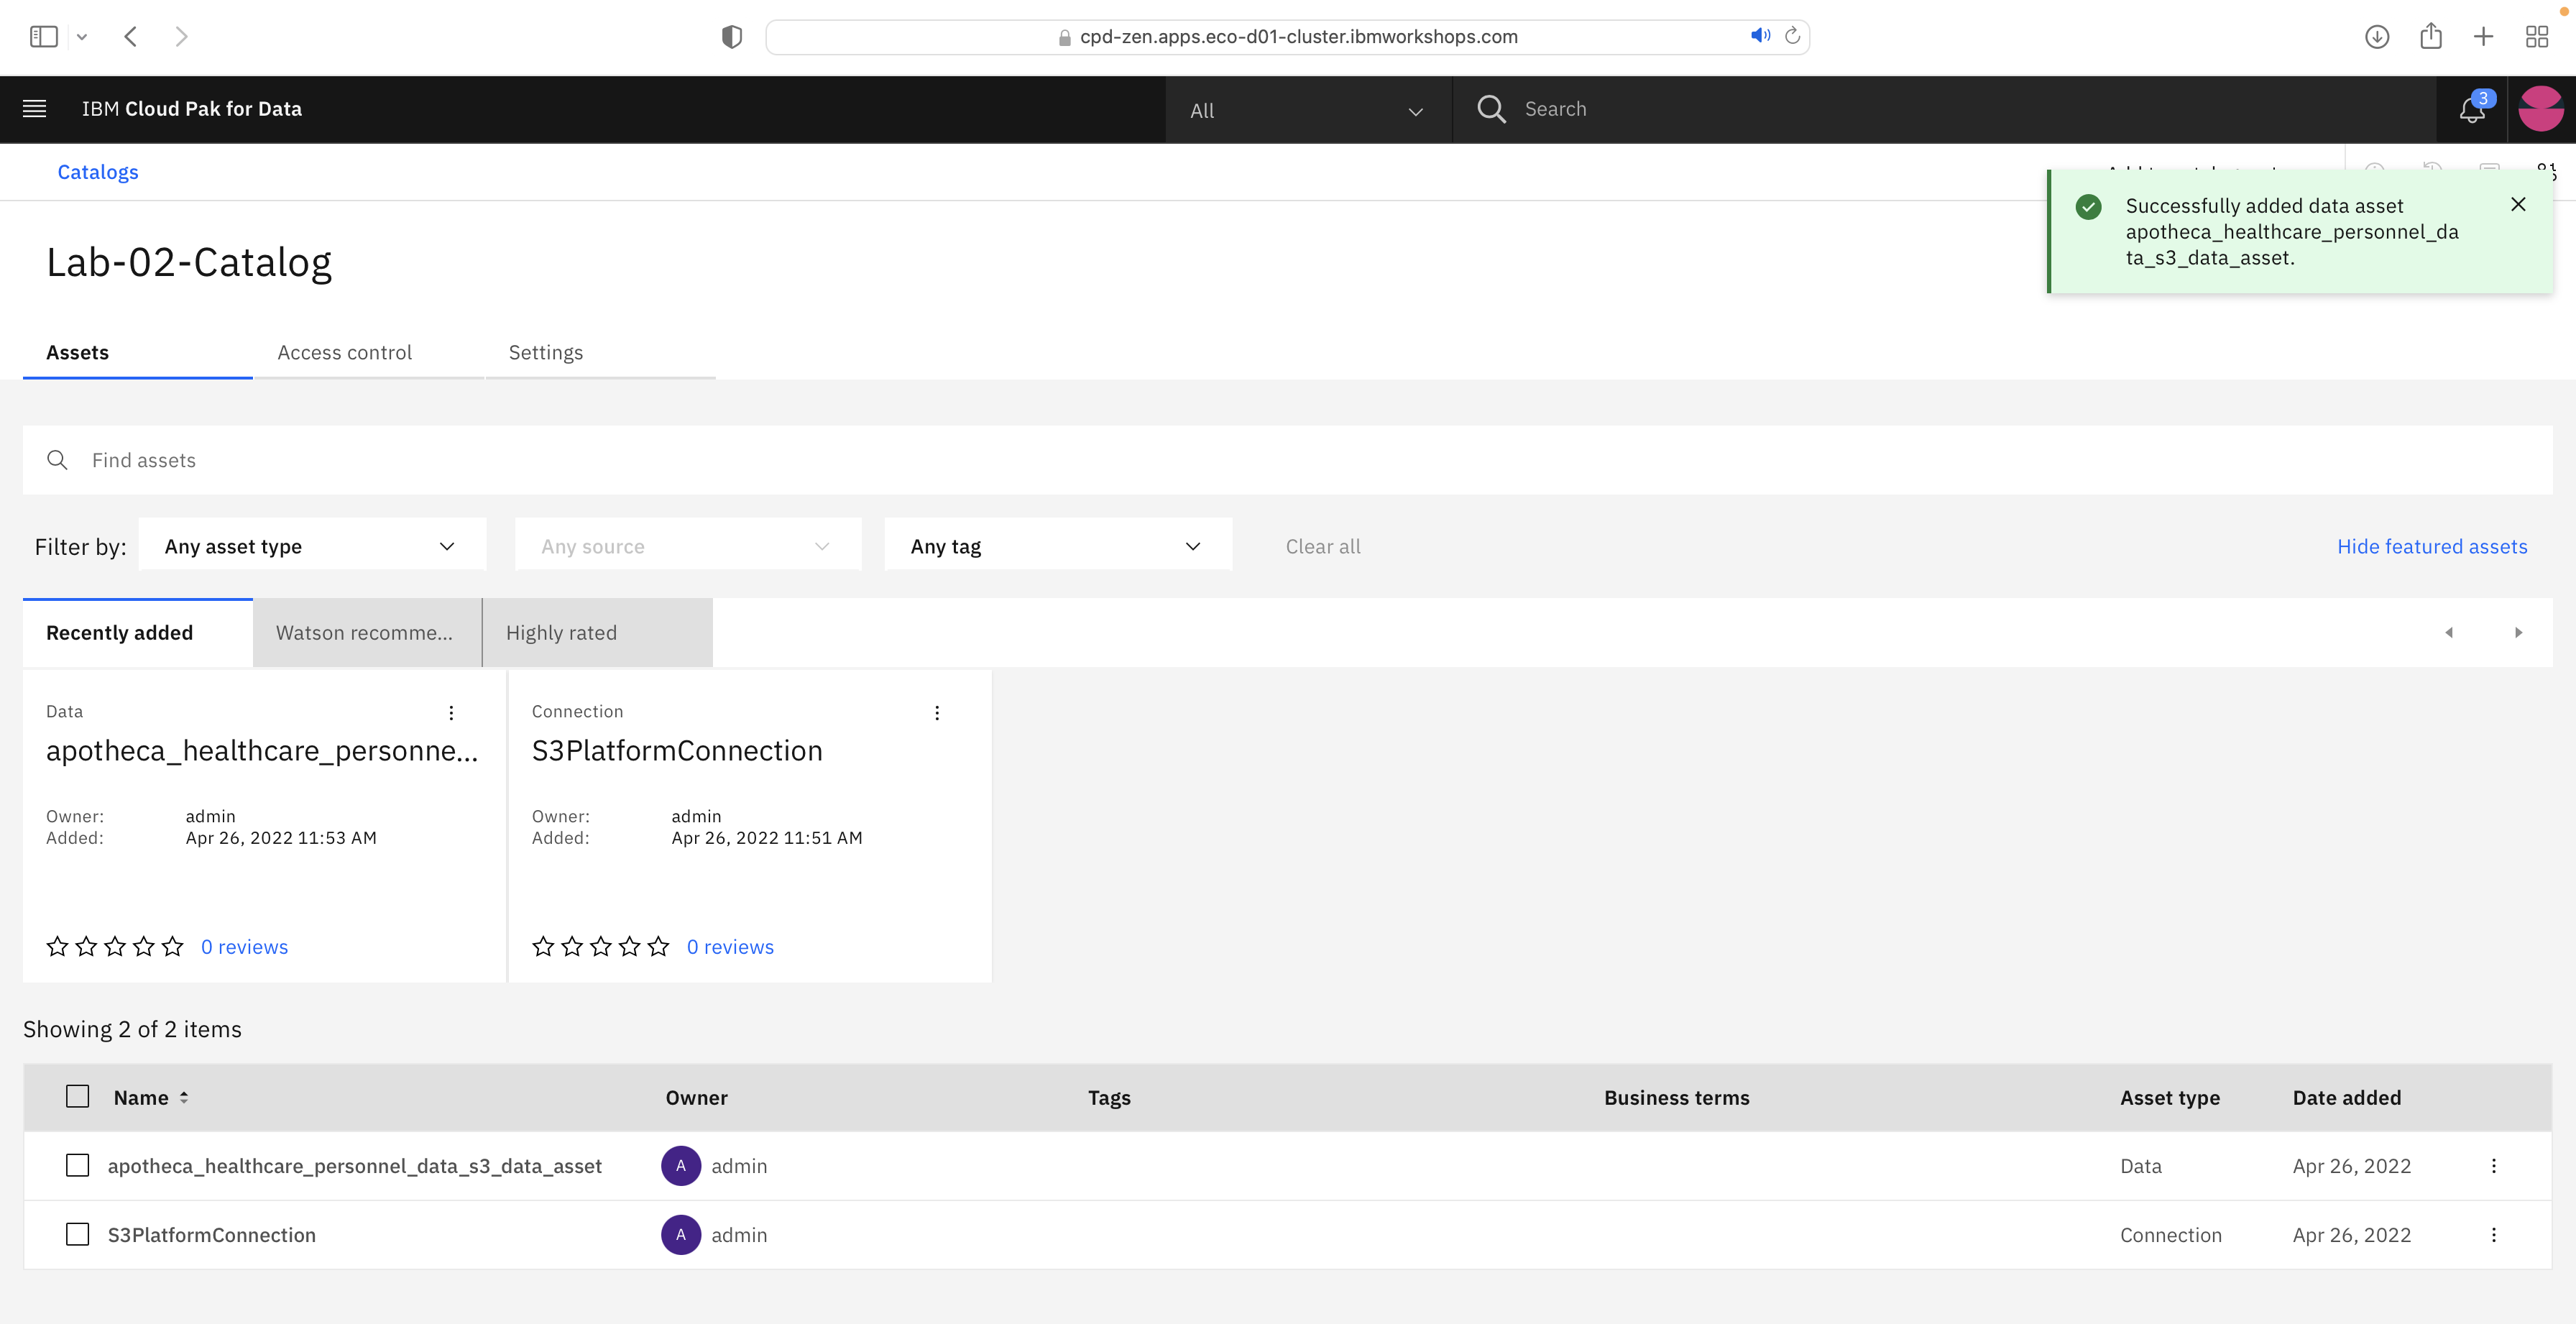 cpd-zen.apps.eco-d01-cluster.ibmworkshops.com
IBM Cloud Pak for Data
All
Search
3
Catalogs
Successfully added data asset
apotheca_healthcare_personnel_da
ta_s3_data_asset.
Lab-02-Catalog
Assets
Access control
Settings
Find assets
Filter by:
Any asset type
Any source
Any tag
Clear all
Hide featured assets
Recently added
Watson recomme...
Highly rated
Data
apotheca_healthcare_personne...
Owner: admin
Added: Apr 26, 2022 11:53 AM
0 reviews
Connection
S3PlatformConnection
Owner: admin
Added: Apr 26, 2022 11:51 AM
0 reviews
Showing 2 of 2 items
Name Owner Tags Business terms Asset type Date added
apotheca_healthcare_personnel_data_s3_data_asset A admin Data Apr 26, 2022
S3PlatformConnection A admin Connection Apr 26, 2022